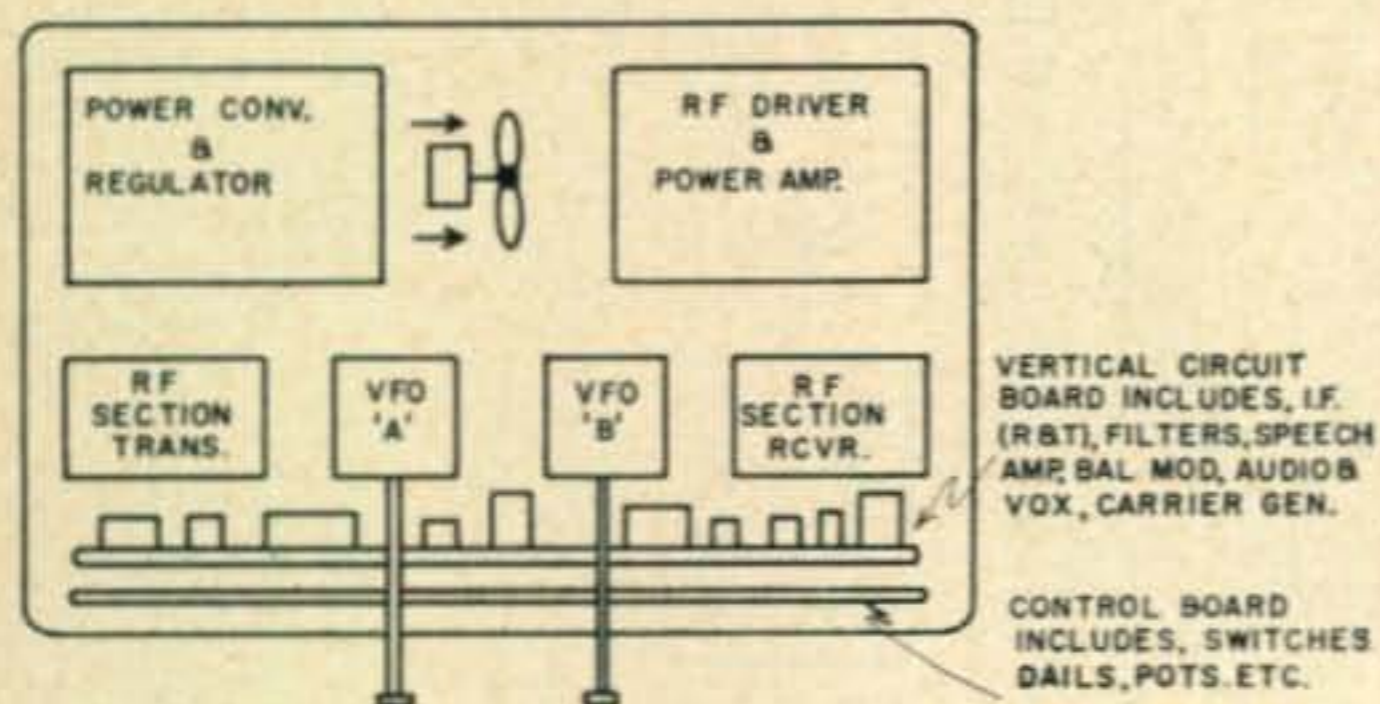 POWER CONV.
&
REGULATOR
RF DRIVER
&
POWER AMP.
RF
SECTION
TRANS.
VFO
'A'
VFO
'B'
RF
SECTION
RCVR.
VERTICAL CIRCUIT
BOARD INCLUDES, I.F.
(R&T), FILTERS, SPEECH
AMP, BAL MOD, AUDIO &
VOX, CARRIER GEN.
CONTROL BOARD
INCLUDES, SWITCHES
DAILS, POTS. ETC.